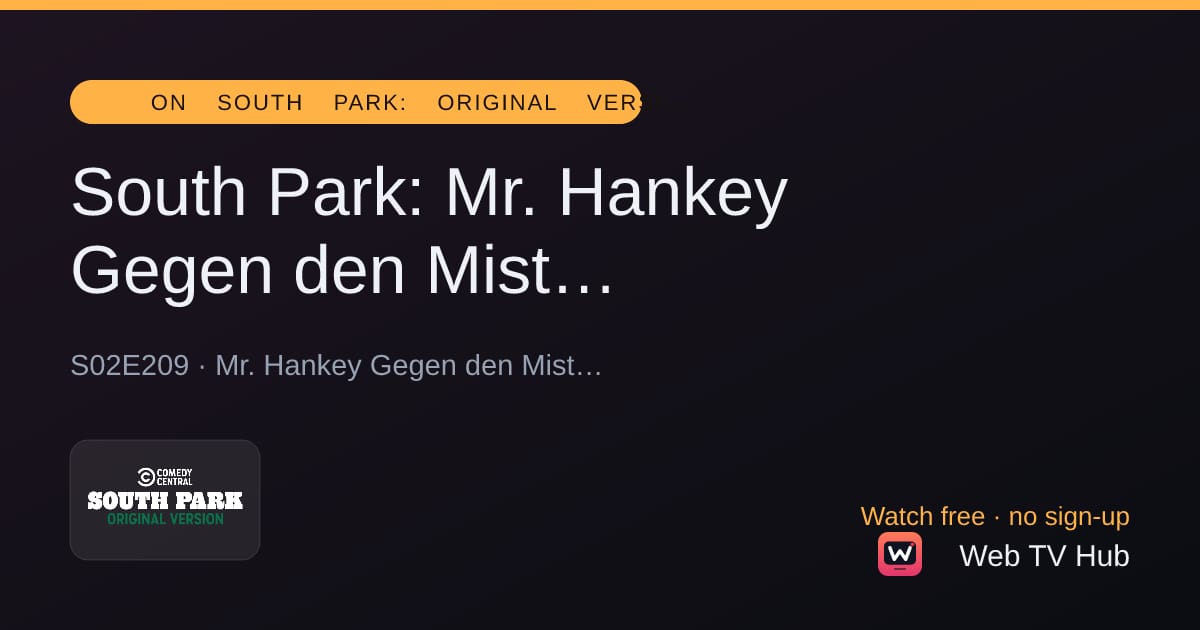 ON SOUTH PARK: ORIGINAL VERS
South Park: Mr. Hankey
Gegen den Mist…
S02E209 · Mr. Hankey Gegen den Mist…
COMEDY
CENTRAL
SOUTH PARK
ORIGINAL VERSION
Watch free · no sign-up
W Web TV Hub